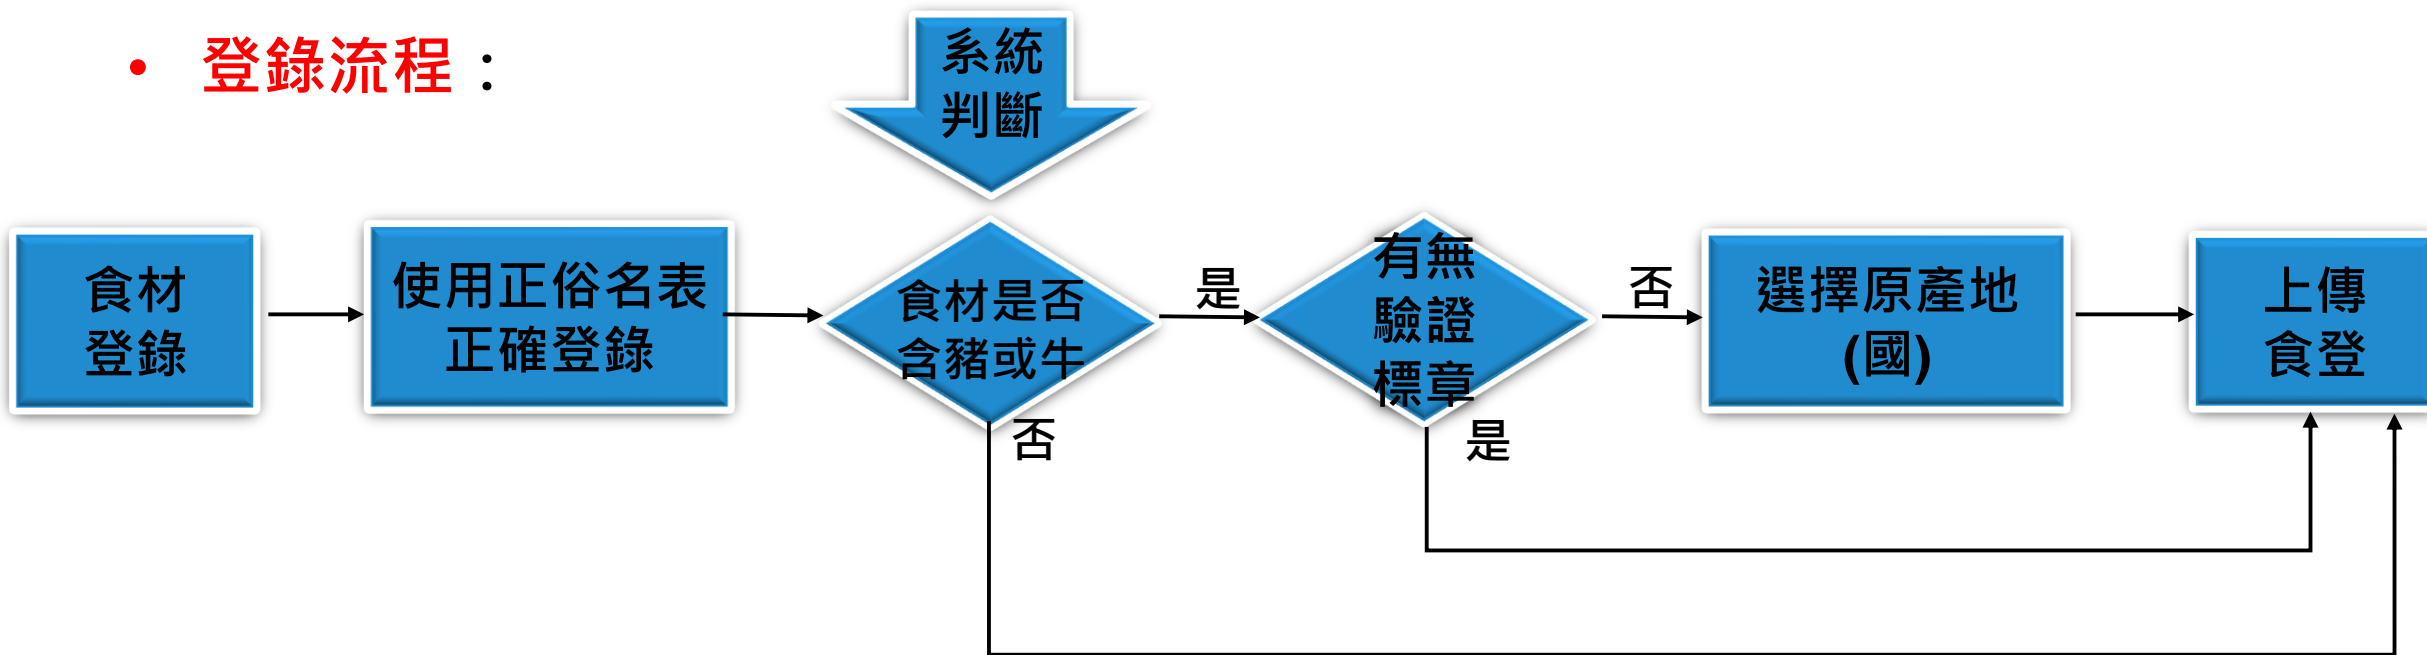 • 登錄流程：
系統
判斷
食材
登錄
使用正俗名表
正確登錄
食材是否
含豬或牛
是
否
有無
驗證
標章
否
是
選擇原產地
(國)
上傳
食登